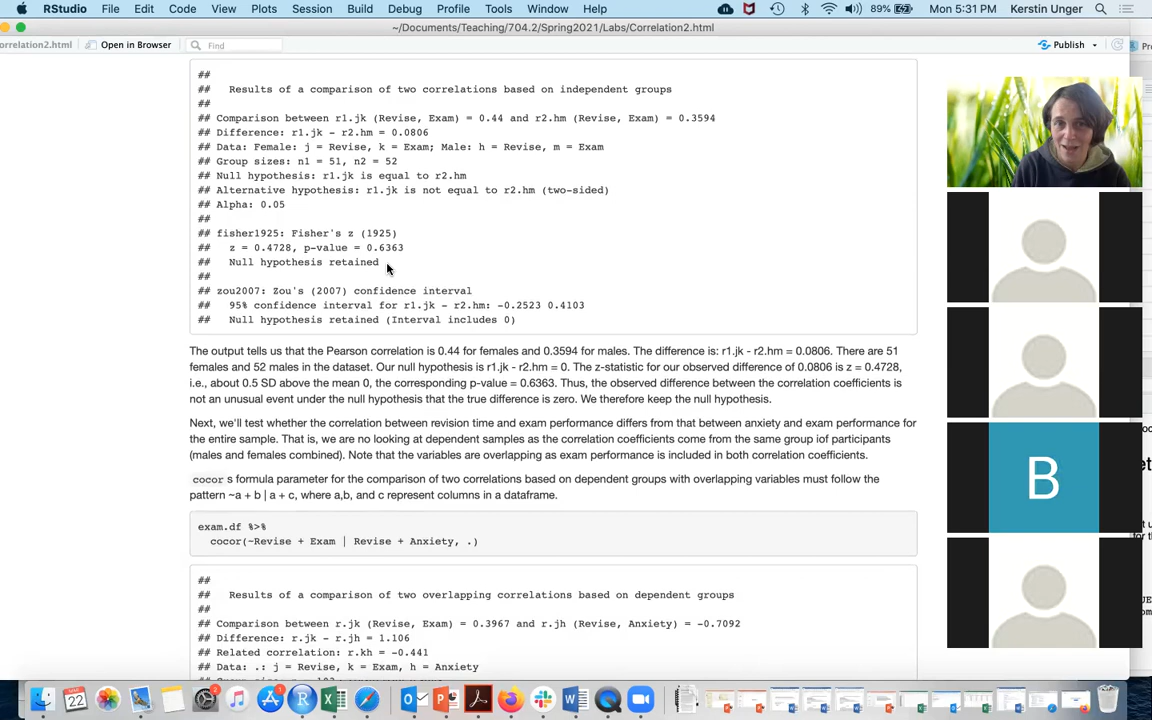 RStudio File Edit Code View Plots Session Build Debug Profile Tools Window Help 89% Mon 5:31 PM Kerstin Unger
~/Documents/Teaching/704.2/Spring2021/Labs/Correlation2.html
orrelation2.html Open in Browser Find Publish
##
## Results of a comparison of two correlations based on independent groups
##
## Comparison between r1.jk (Revise, Exam) = 0.44 and r2.hm (Revise, Exam) = 0.3594
## Difference: r1.jk - r2.hm = 0.0806
## Data: Female: j = Revise, k = Exam; Male: h = Revise, m = Exam
## Group sizes: n1 = 51, n2 = 52
## Null hypothesis: r1.jk is equal to r2.hm
## Alternative hypothesis: r1.jk is not equal to r2.hm (two-sided)
## Alpha: 0.05
##
## fisher1925: Fisher's z (1925)
## z = 0.4728, p-value = 0.6363
## Null hypothesis retained
##
## zou2007: Zou's (2007) confidence interval
## 95% confidence interval for r1.jk - r2.hm: -0.2523 0.4103
## Null hypothesis retained (Interval includes 0)
The output tells us that the Pearson correlation is 0.44 for females and 0.3594 for males. The difference is: r1.jk - r2.hm = 0.0806. There are 51
females and 52 males in the dataset. Our null hypothesis is r1.jk - r2.hm = 0. The z-statistic for our observed difference of 0.0806 is z = 0.4728,
i.e., about 0.5 SD above the mean 0, the corresponding p-value = 0.6363. Thus, the observed difference between the correlation coefficients is
not an unusual event under the null hypothesis that the true difference is zero. We therefore keep the null hypothesis.
Next, we'll test whether the correlation between revision time and exam performance differs from that between anxiety and exam performance for
the entire sample. That is, we are no looking at dependent samples as the correlation coefficients come from the same group iof participants
(males and females combined). Note that the variables are overlapping as exam performance is included in both correlation coefficients.
cocor s formula parameter for the comparison of two correlations based on dependent groups with overlapping variables must follow the
pattern ~a + b | a + c, where a,b, and c represent columns in a dataframe.
exam.df %>%
cocor(~Revise + Exam | Revise + Anxiety, .)
##
## Results of a comparison of two overlapping correlations based on dependent groups
##
## Comparison between r.jk (Revise, Exam) = 0.3967 and r.jh (Revise, Anxiety) = -0.7092
## Difference: r.jk - r.jh = 1.106
## Related correlation: r.kh = -0.441
## Data: .: j = Revise, k = Exam, h = Anxiety
B
22